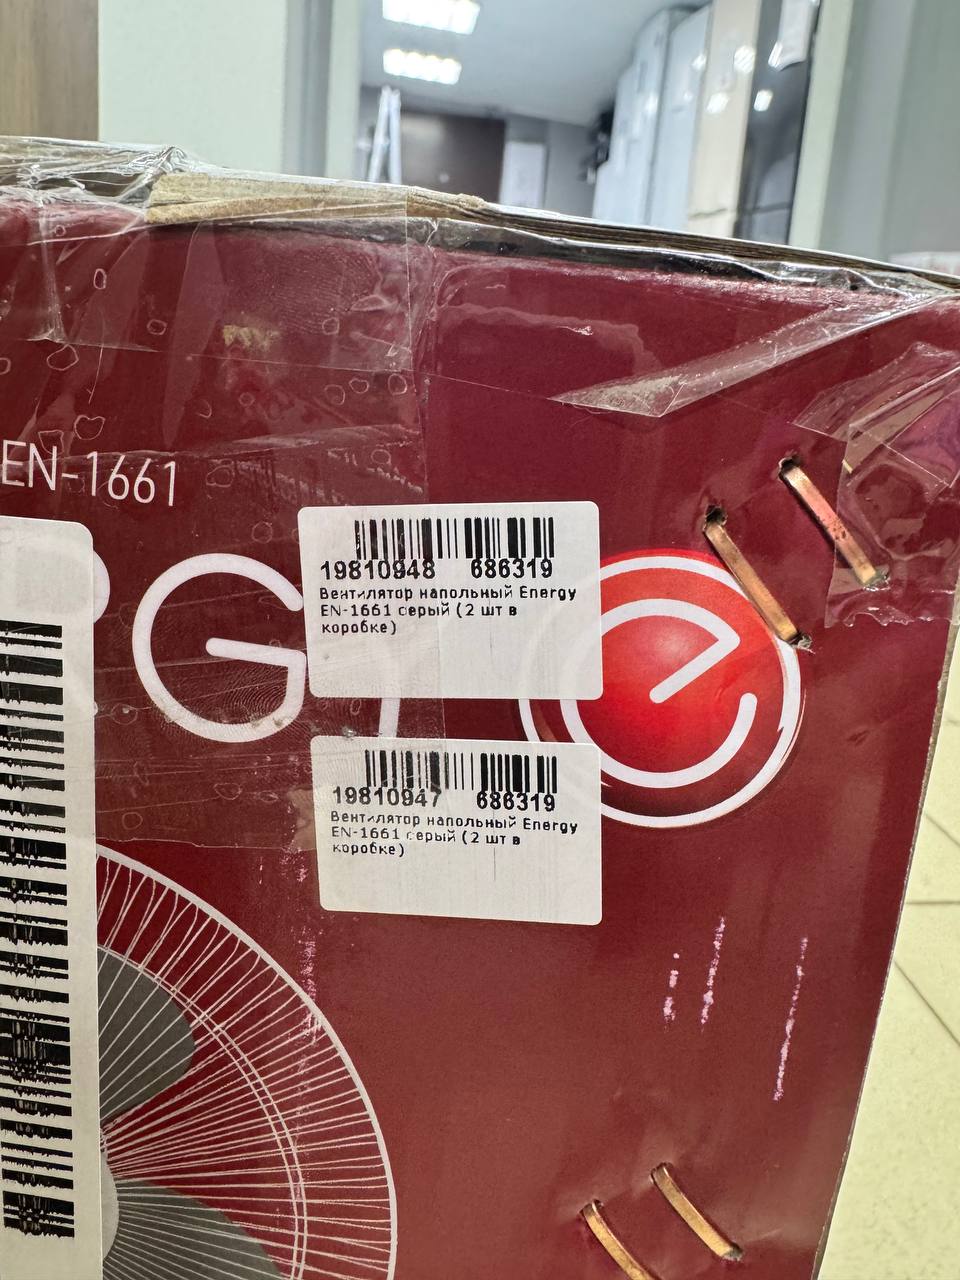 EN-1661
19810948 686319
Вентилятор напольный Energy
EN-1661 серый (2 шт в
коробке)
19810947 686319
Вентилятор напольный Energy
EN-1661 серый (2 шт в
коробке)